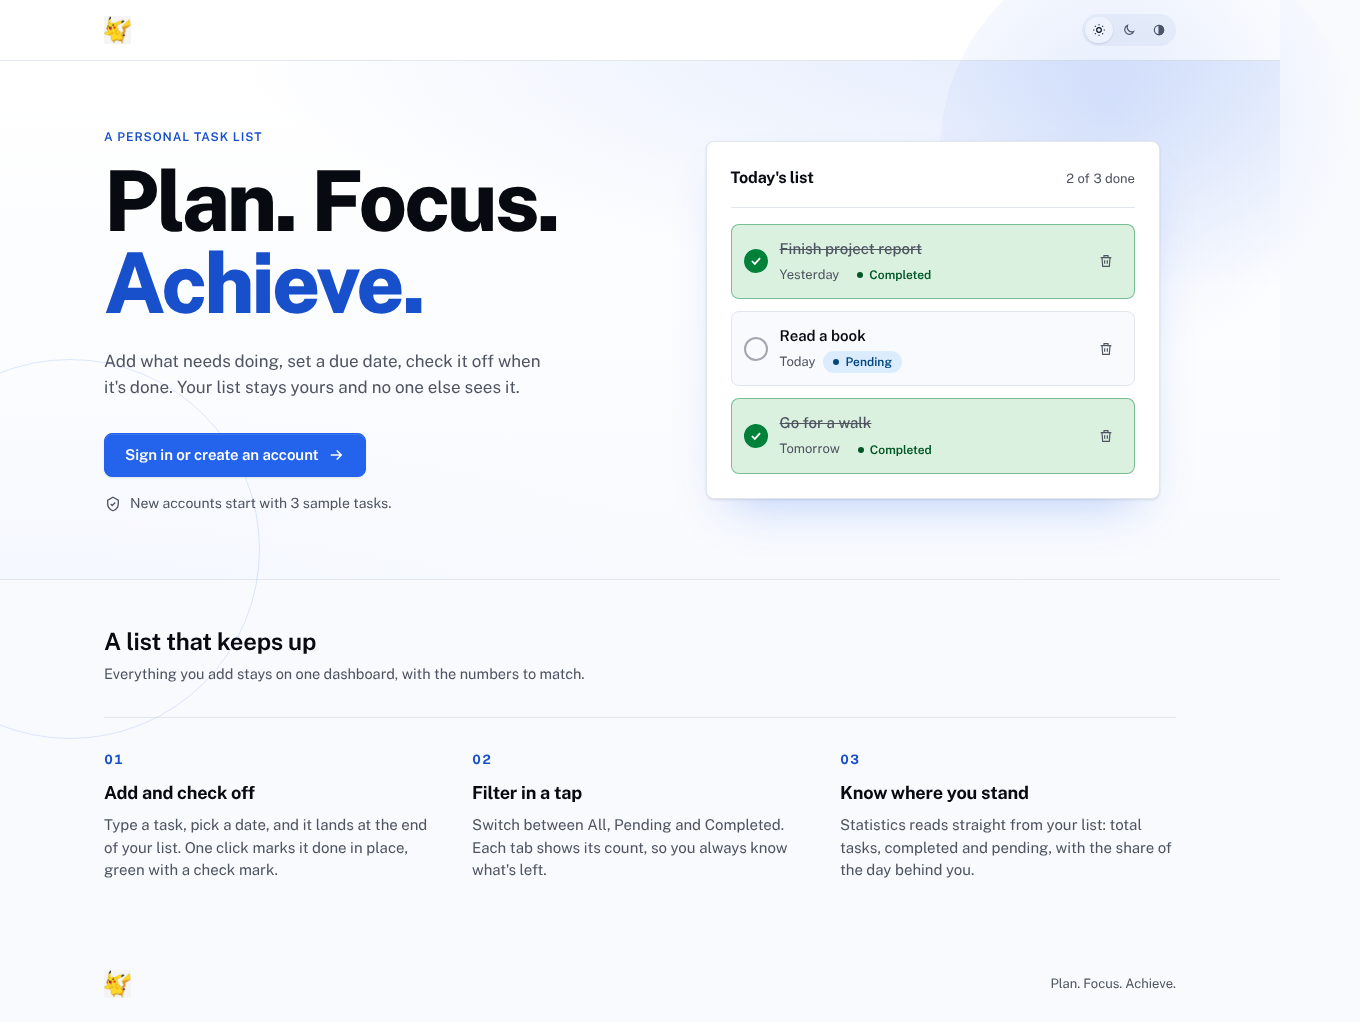 A PERSONAL TASK LIST
Plan. Focus.
Achieve.
Add what needs doing, set a due date, check it off when
it's done. Your list stays yours and no one else sees it.
Sign in or create an account
New accounts start with 3 sample tasks.
Today's list
2 of 3 done
Finish project report
Yesterday
Completed
Read a book
Today
Pending
Go for a walk
Tomorrow
Completed
A list that keeps up
Everything you add stays on one dashboard, with the numbers to match.
01
Add and check off
Type a task, pick a date, and it lands at the end
of your list. One click marks it done in place,
green with a check mark.
02
Filter in a tap
Switch between All, Pending and Completed.
Each tab shows its count, so you always know
what's left.
03
Know where you stand
Statistics reads straight from your list: total
tasks, completed and pending, with the share of
the day behind you.
Plan. Focus. Achieve.